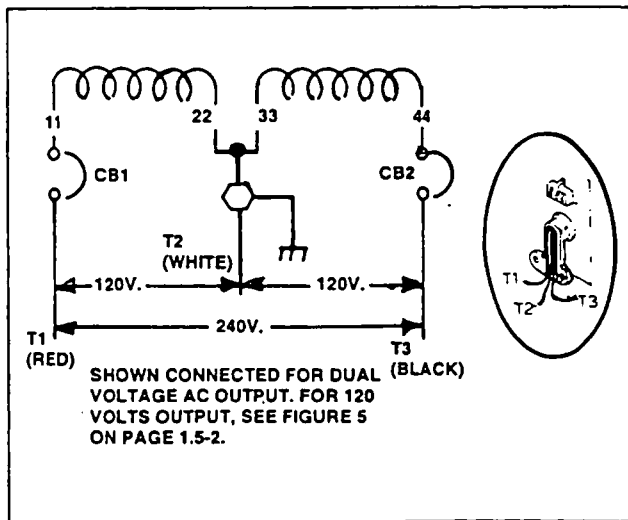 11
22
33
44
CB1
CB2
T2
(WHITE)
120V.
120V.
240V.
T1
(RED)
T3
(BLACK)
SHOWN CONNECTED FOR DUAL
VOLTAGE AC OUTPUT. FOR 120
VOLTS OUTPUT, SEE FIGURE 5
ON PAGE 1.5-2.
T1
T2
T3